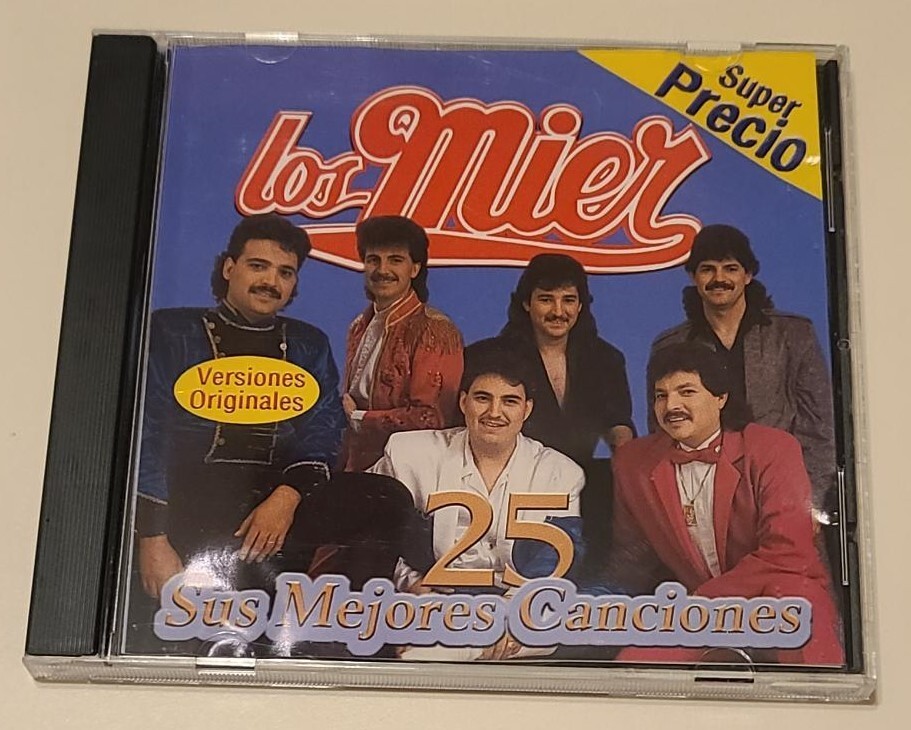 Super
Precio
los Mier
Versiones
Originales
25
Sus Mejores Canciones